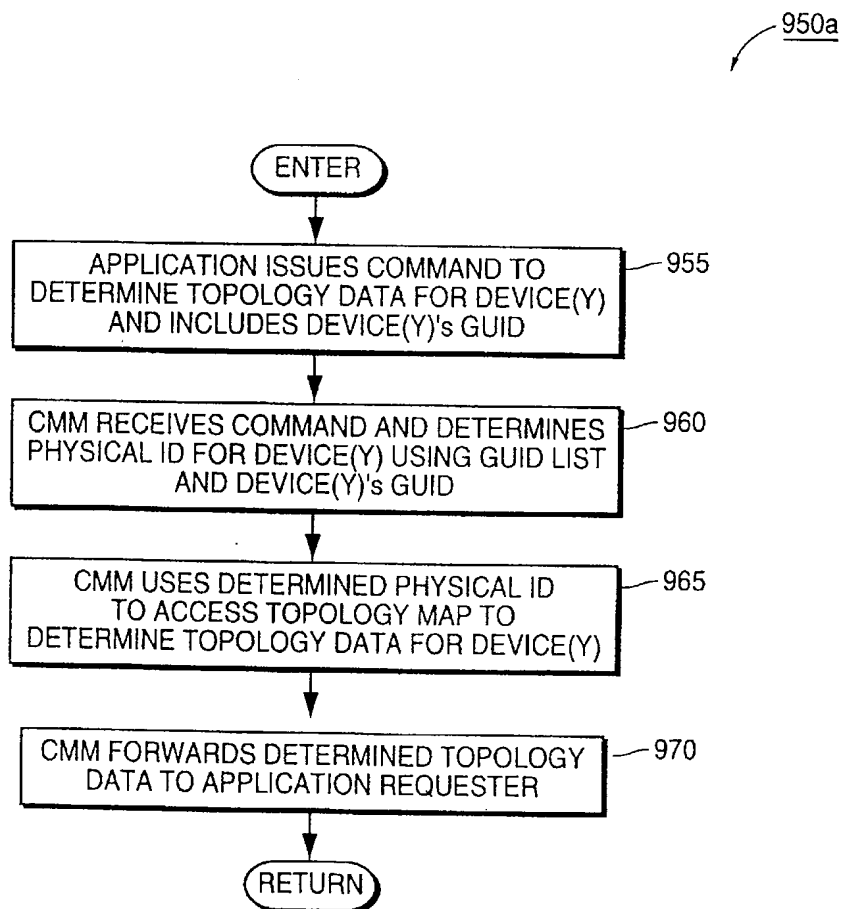 950a
ENTER
APPLICATION ISSUES COMMAND TO
DETERMINE TOPOLOGY DATA FOR DEVICE(Y)
AND INCLUDES DEVICE(Y)'s GUID
955
CMM RECEIVES COMMAND AND DETERMINES
PHYSICAL ID FOR DEVICE(Y) USING GUID LIST
AND DEVICE(Y)'s GUID
960
CMM USES DETERMINED PHYSICAL ID
TO ACCESS TOPOLOGY MAP TO
DETERMINE TOPOLOGY DATA FOR DEVICE(Y)
965
CMM FORWARDS DETERMINED TOPOLOGY
DATA TO APPLICATION REQUESTER
970
RETURN